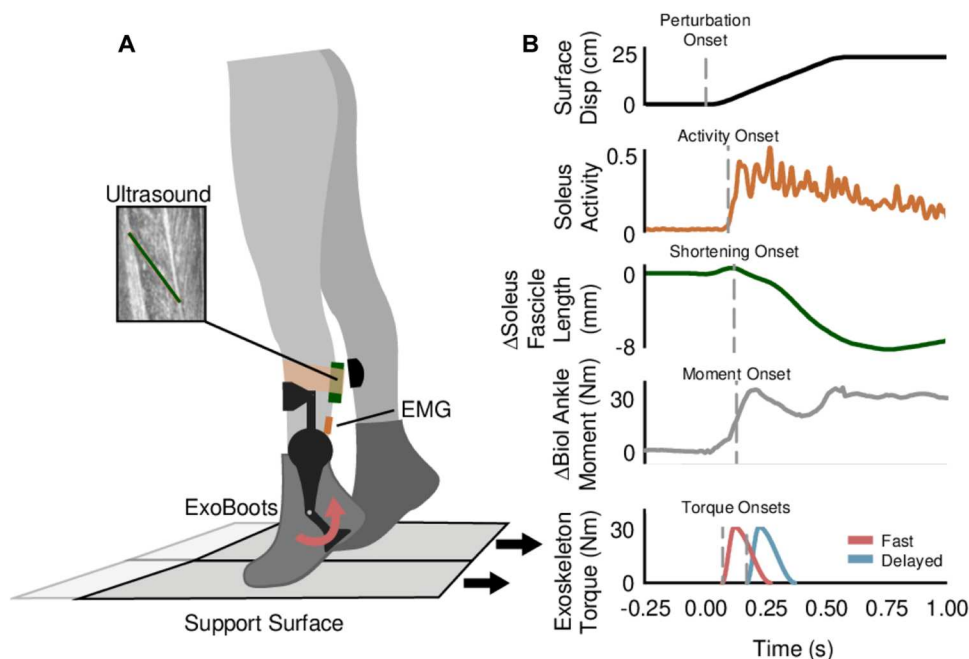 A
Ultrasound
EMG
ExoBoots
Support Surface
B
Perturbation
Onset
Surface
Disp (cm)
25
0
Activity Onset
Soleus
Activity
0.5
0
Shortening Onset
ΔSoleus
Fascicle
Length
(mm)
0
-8
Moment Onset
ΔBiol Ankle
Moment (Nm)
30
0
Torque Onsets
Exoskeleton
Torque (Nm)
30
0
Fast
Delayed
-0.25 0.00 0.25 0.50 0.75 1.00
Time (s)